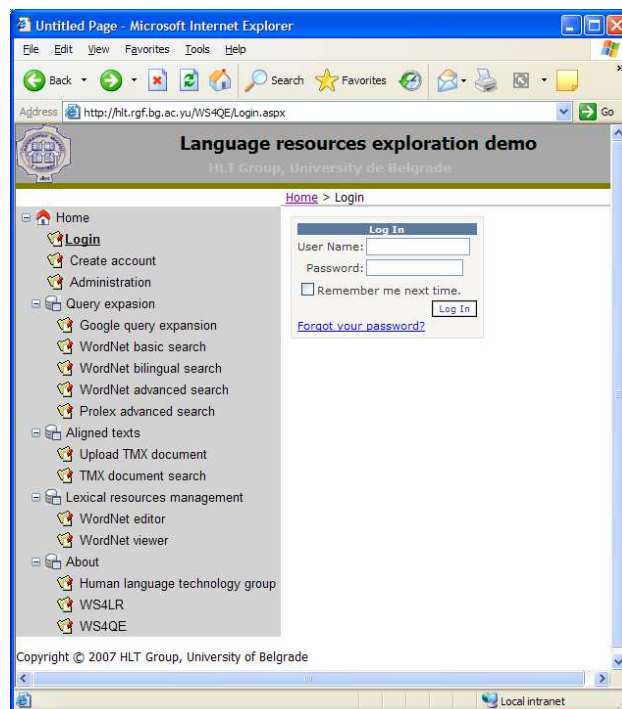 Untitled Page - Microsoft Internet Explorer
File Edit View Favorites Tools Help
Back Search Favorites »
Address http://hlt.rgf.bg.ac.yu/WS4QE/Login.aspx Go
Language resources exploration demo
HLT Group, University de Belgrade
Home > Login
Home
Login
Create account
Administration
Query expasion
Google query expansion
WordNet basic search
WordNet bilingual search
WordNet advanced search
Prolex advanced search
Aligned texts
Upload TMX document
TMX document search
Lexical resources management
WordNet editor
WordNet viewer
About
Human language technology group
WS4LR
WS4QE
Log In
User Name:
Password:
Remember me next time.
Log In
Forgot your password?
Copyright © 2007 HLT Group, University of Belgrade
Local intranet